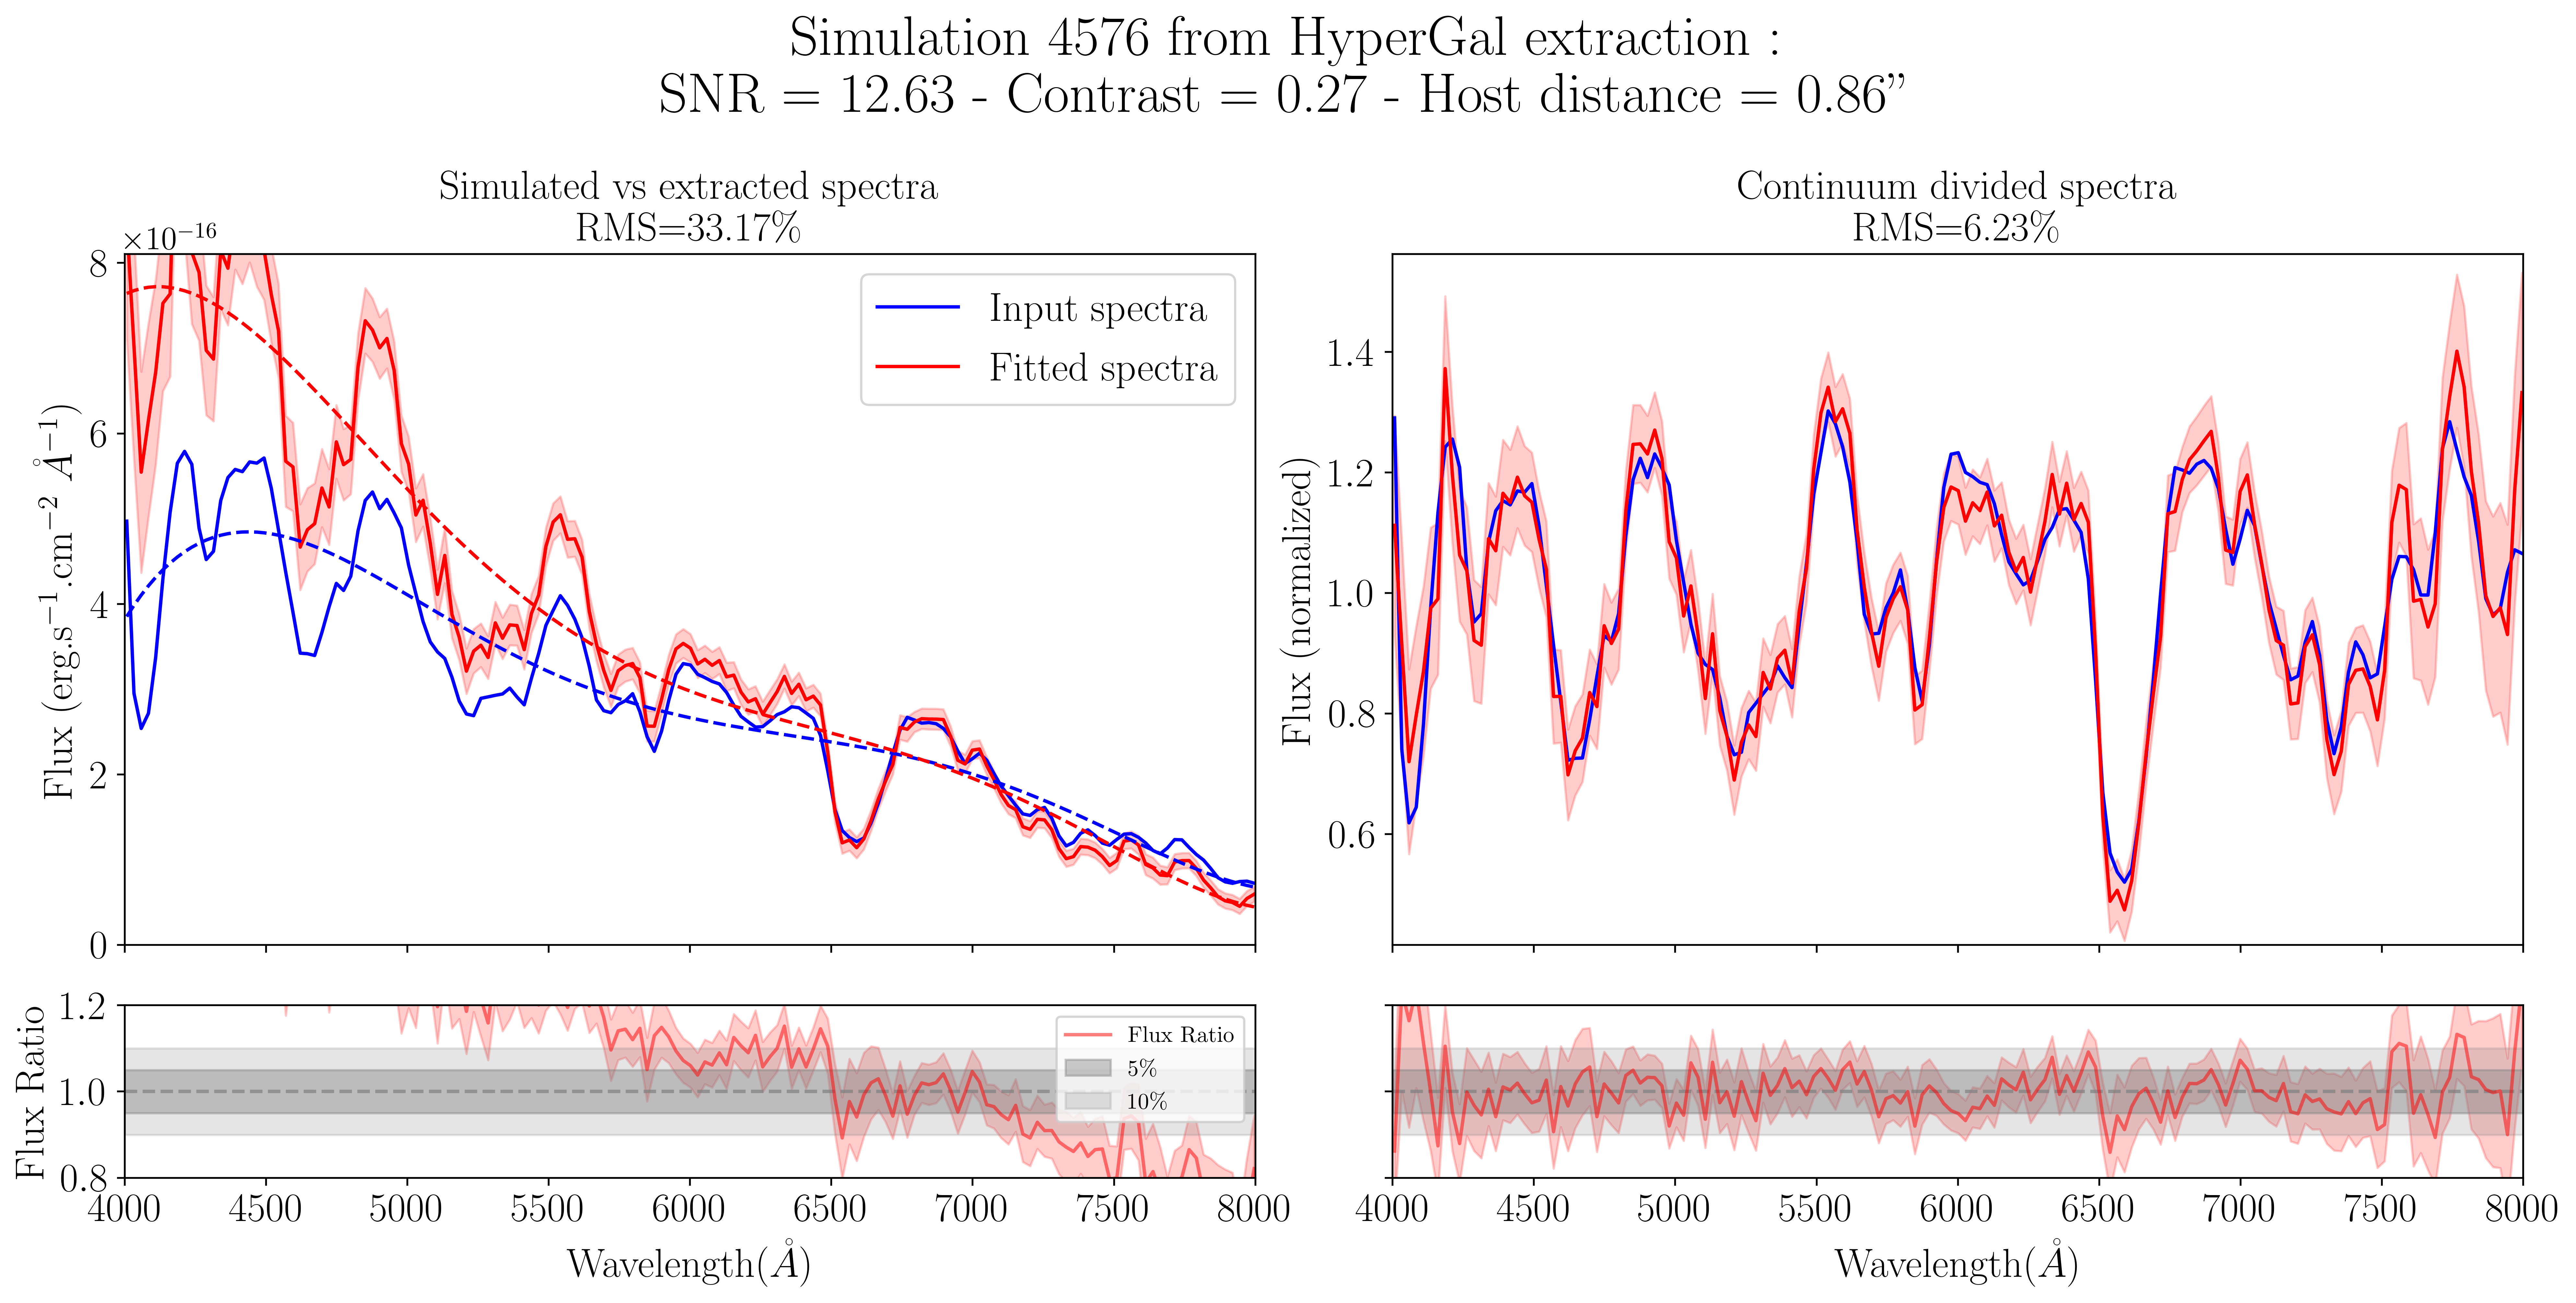 Simulation 4576 from HyperGal extraction :
SNR = 12.63 - Contrast = 0.27 - Host distance = 0.86"
Simulated vs extracted spectra
RMS=33.17%
×10⁻¹⁶
8
6
4
2
0
Flux (erg.s⁻¹.cm⁻² Å⁻¹)
Input spectra
Fitted spectra
1.2
1.0
0.8
Flux Ratio
Flux Ratio
5%
10%
4000 4500 5000 5500 6000 6500 7000 7500 8000
Wavelength(Å)
Continuum divided spectra
RMS=6.23%
1.4
1.2
1.0
0.8
0.6
Flux (normalized)
4000 4500 5000 5500 6000 6500 7000 7500 8000
Wavelength(Å)